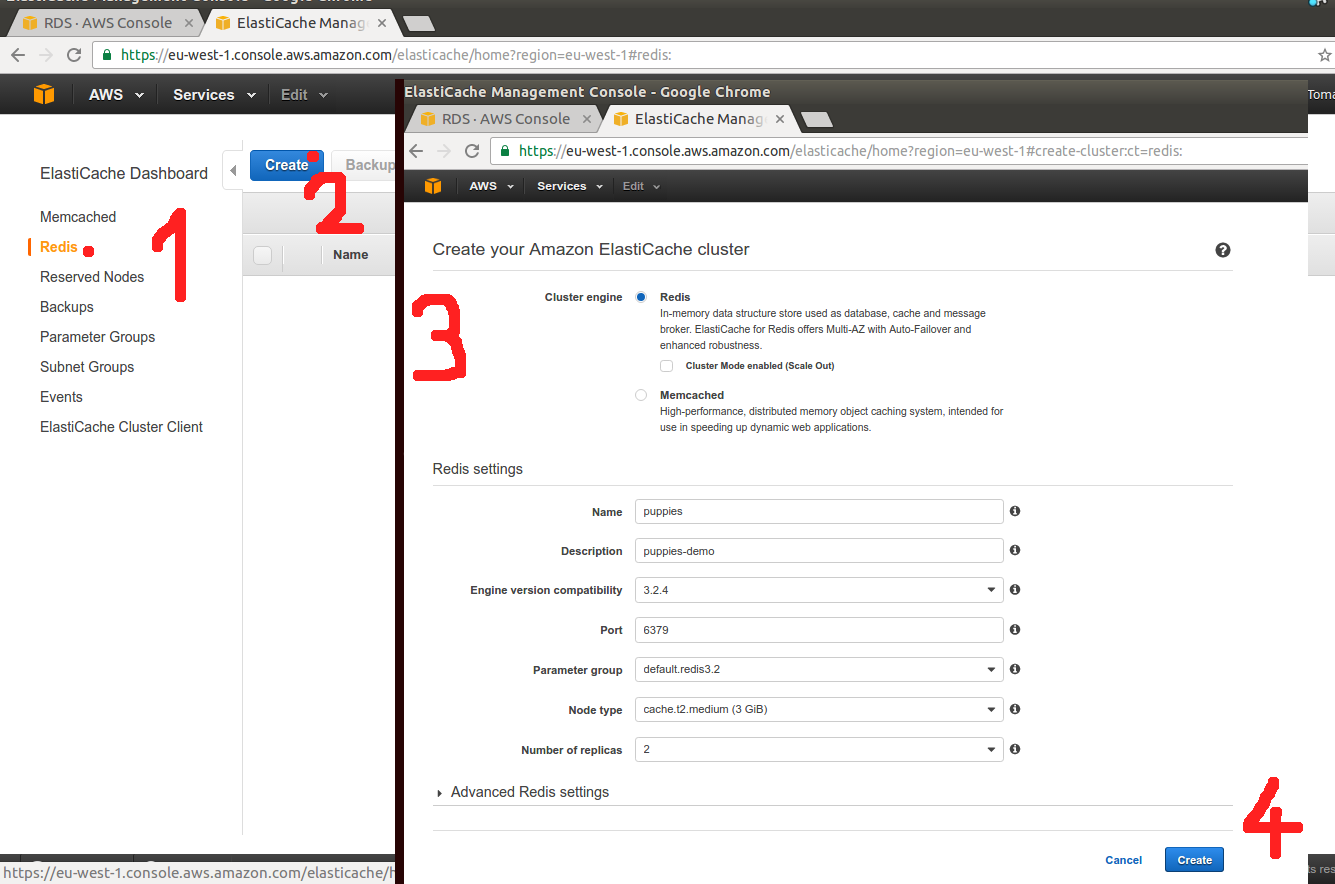 RDS · AWS Console ×
ElastiCache Manag ×
https://eu-west-1.console.aws.amazon.com/elasticache/home?region=eu-west-1#redis:
AWS Services Edit
ElastiCache Dashboard
Memcached
Redis
Reserved Nodes
Backups
Parameter Groups
Subnet Groups
Events
ElastiCache Cluster Client
1
Create
Backup
2
Name
https://eu-west-1.console.aws.amazon.com/elasticache/
ElastiCache Management Console - Google Chrome
RDS · AWS Console ×
ElastiCache Manag ×
https://eu-west-1.console.aws.amazon.com/elasticache/home?region=eu-west-1#create-cluster:ct=redis:
AWS Services Edit
Create your Amazon ElastiCache cluster
3
Cluster engine
Redis
In-memory data structure store used as database, cache and message
broker. ElastiCache for Redis offers Multi-AZ with Auto-Failover and
enhanced robustness.
Cluster Mode enabled (Scale Out)
Memcached
High-performance, distributed memory object caching system, intended for
use in speeding up dynamic web applications.
Redis settings
Name puppies
Description puppies-demo
Engine version compatibility 3.2.4
Port 6379
Parameter group default.redis3.2
Node type cache.t2.medium (3 GiB)
Number of replicas 2
Advanced Redis settings
4
Cancel Create